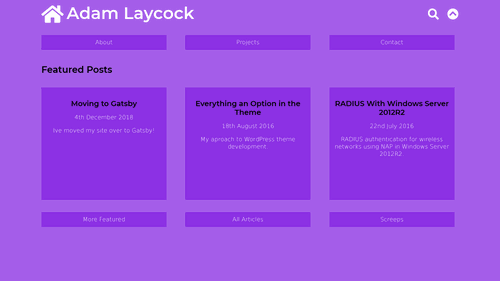 Adam Laycock
About
Projects
Contact
Featured Posts
Moving to Gatsby
4th December 2018
Ive moved my site over to Gatsby!
Everything an Option in the
Theme
18th August 2016
My aproach to WordPress theme
development
RADIUS With Windows Server
2012R2
22nd July 2016
RADIUS authentication for wireless
networks using NAP in Windows Server
2012R2
More Featured
All Articles
Screeps